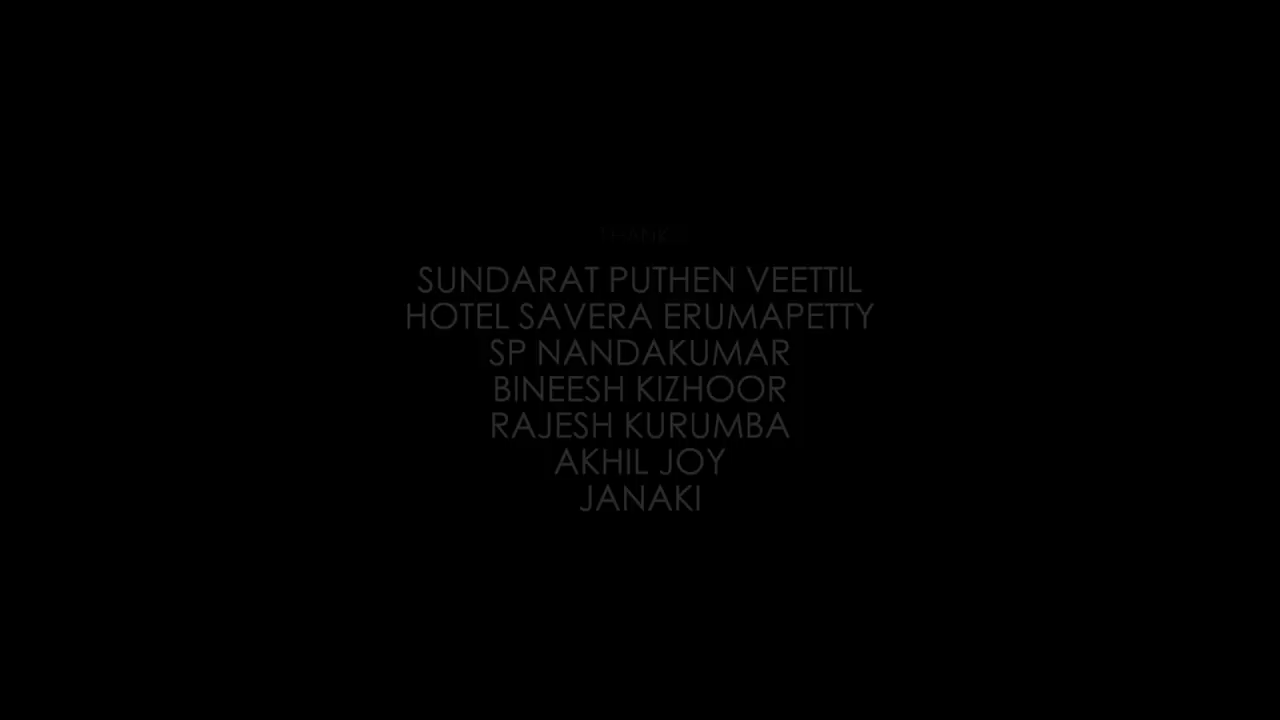 SUNDARAT PUTHEN VEETTIL
HOTEL SAVERA ERUMAPETTY
SP NANDAKUMAR
BINEESH KIZHOOR
RAJESH KURUMBA
AKHIL JOY
JANAKI